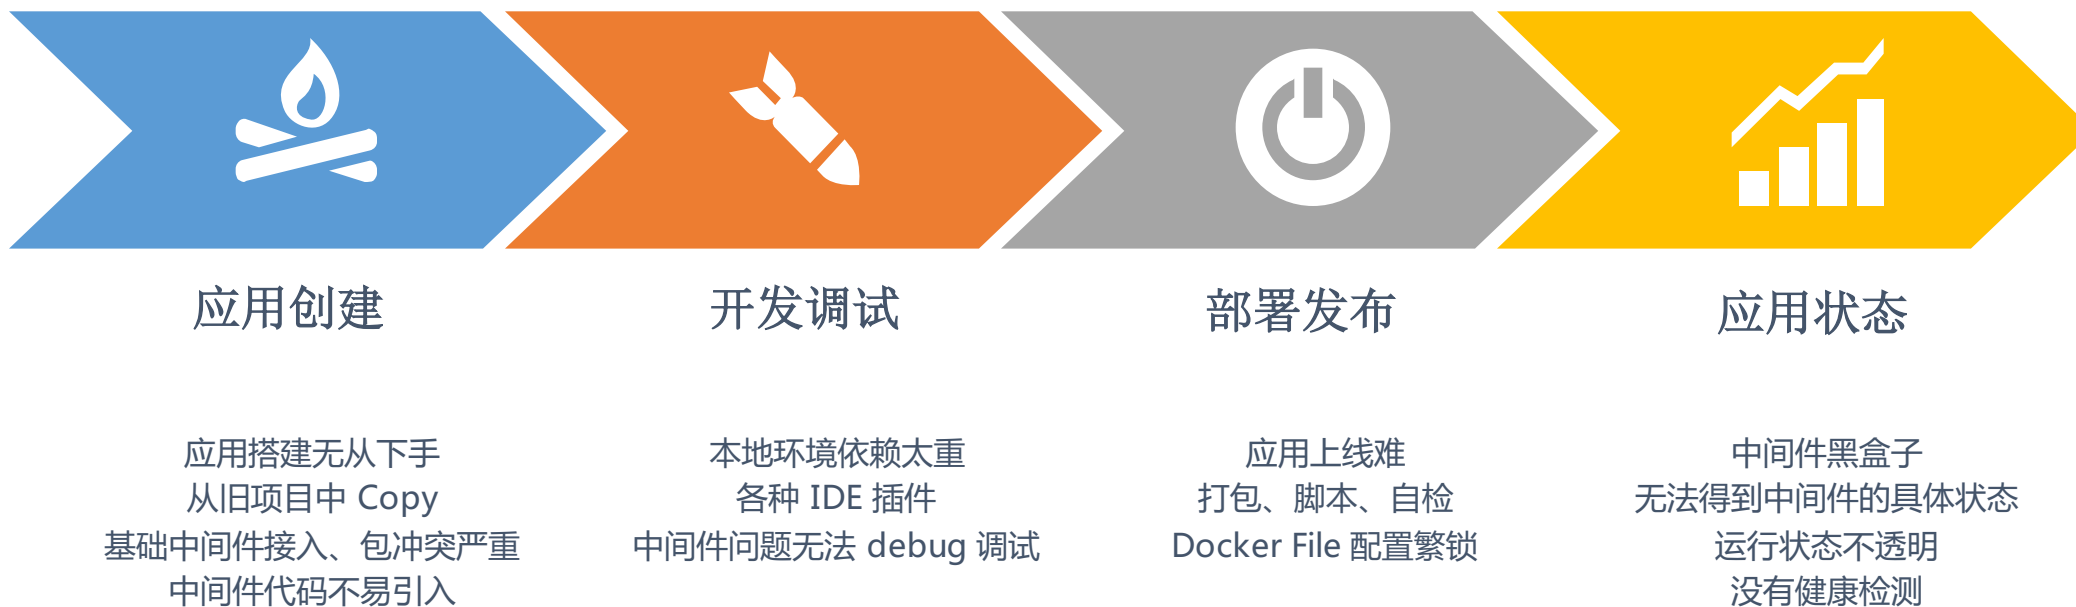 应用创建
应用搭建无从下手
从旧项目中 Copy
基础中间件接入、包冲突严重
中间件代码不易引入
开发调试
本地环境依赖太重
各种 IDE 插件
中间件问题无法 debug 调试
部署发布
应用上线难
打包、脚本、自检
Docker File 配置繁锁
应用状态
中间件黑盒子
无法得到中间件的具体状态
运行状态不透明
没有健康检测